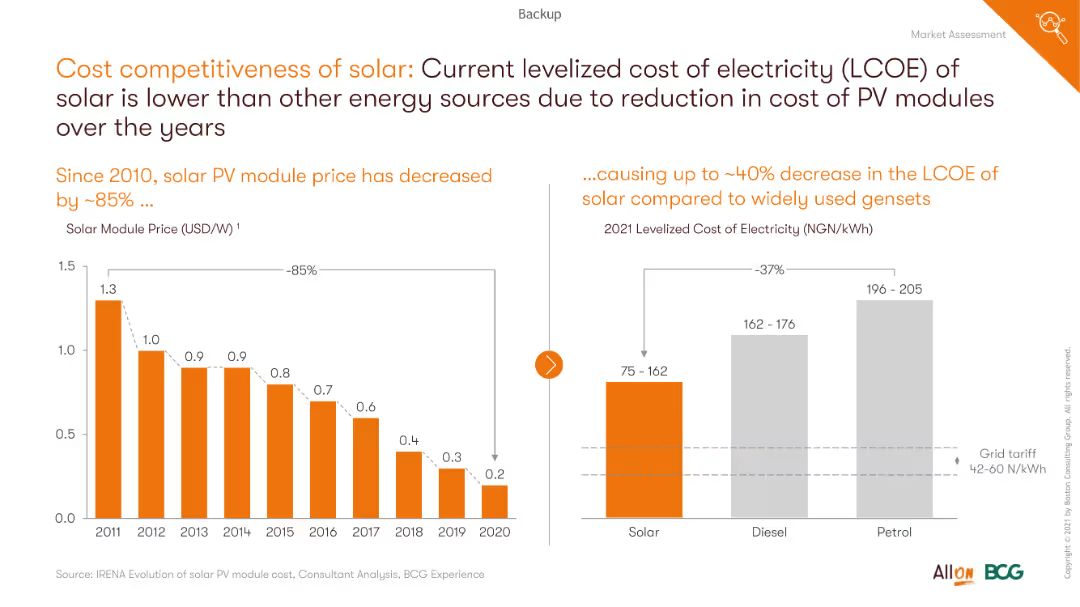 Backup
Market Assessment
Cost competitiveness of solar: Current levelized cost of electricity (LCOE) of
solar is lower than other energy sources due to reduction in cost of PV modules
over the years
Since 2010, solar PV module price has decreased
by ~85% ...
Solar Module Price (USD/W) 1
1.5
1.0
0.5
0.0
-85%
1.3
1.0
0.9
0.9
0.8
0.7
0.6
0.4
0.3
0.2
2011 2012 2013 2014 2015 2016 2017 2018 2019 2020
...causing up to ~40% decrease in the LCOE of
solar compared to widely used gensets
2021 Levelized Cost of Electricity (NGN/kWh)
-37%
75 - 162
162 - 176
196 - 205
Grid tariff
42-60 N/kWh
Solar Diesel Petrol
Source: IRENA Evolution of solar PV module cost, Consultant Analysis, BCG Experience
All on BCG
Copyright © 2021 by Boston Consulting Group. All rights reserved.